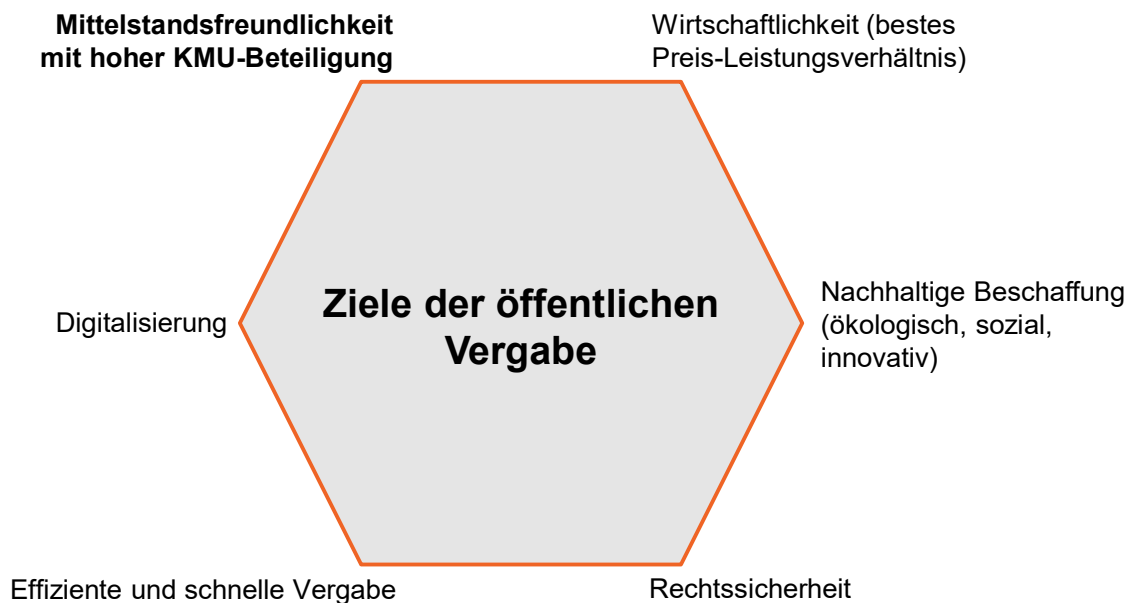 Mittelstandsfreundlichkeit
mit hoher KMU-Beteiligung
Wirtschaftlichkeit (bestes
Preis-Leistungsverhältnis)
Digitalisierung
Ziele der öffentlichen
Vergabe
Nachhaltige Beschaffung
(ökologisch, sozial,
innovativ)
Effiziente und schnelle Vergabe
Rechtssicherheit